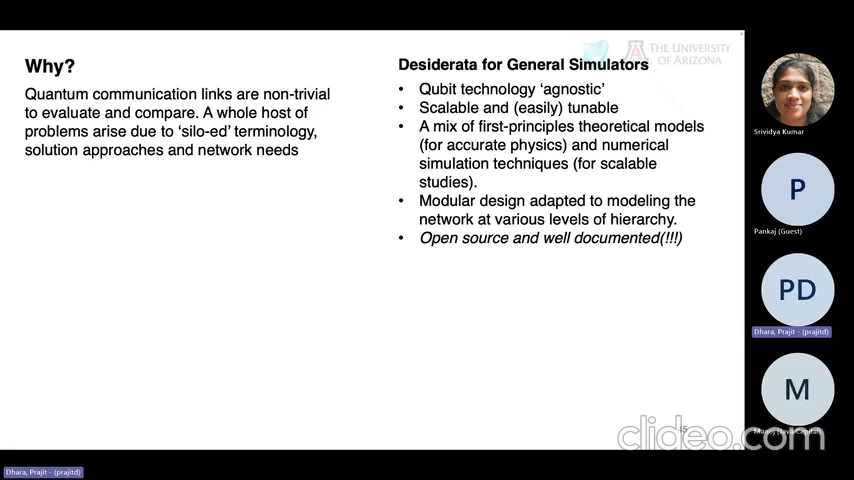 THE UNIVERSITY
OF ARIZONA
Why?
Quantum communication links are non-trivial
to evaluate and compare. A whole host of
problems arise due to ‘silo-ed’ terminology,
solution approaches and network needs
Desiderata for General Simulators
• Qubit technology ‘agnostic’
• Scalable and (easily) tunable
• A mix of first-principles theoretical models
(for accurate physics) and numerical
simulation techniques (for scalable
studies).
• Modular design adapted to modeling the
network at various levels of hierarchy.
• Open source and well documented(!!!)
Srividya Kumar
P
Pankaj (Guest)
PD
Dhara, Prajit - (prajitd)
M
clideo.com
Dhara, Prajit - (prajitd)